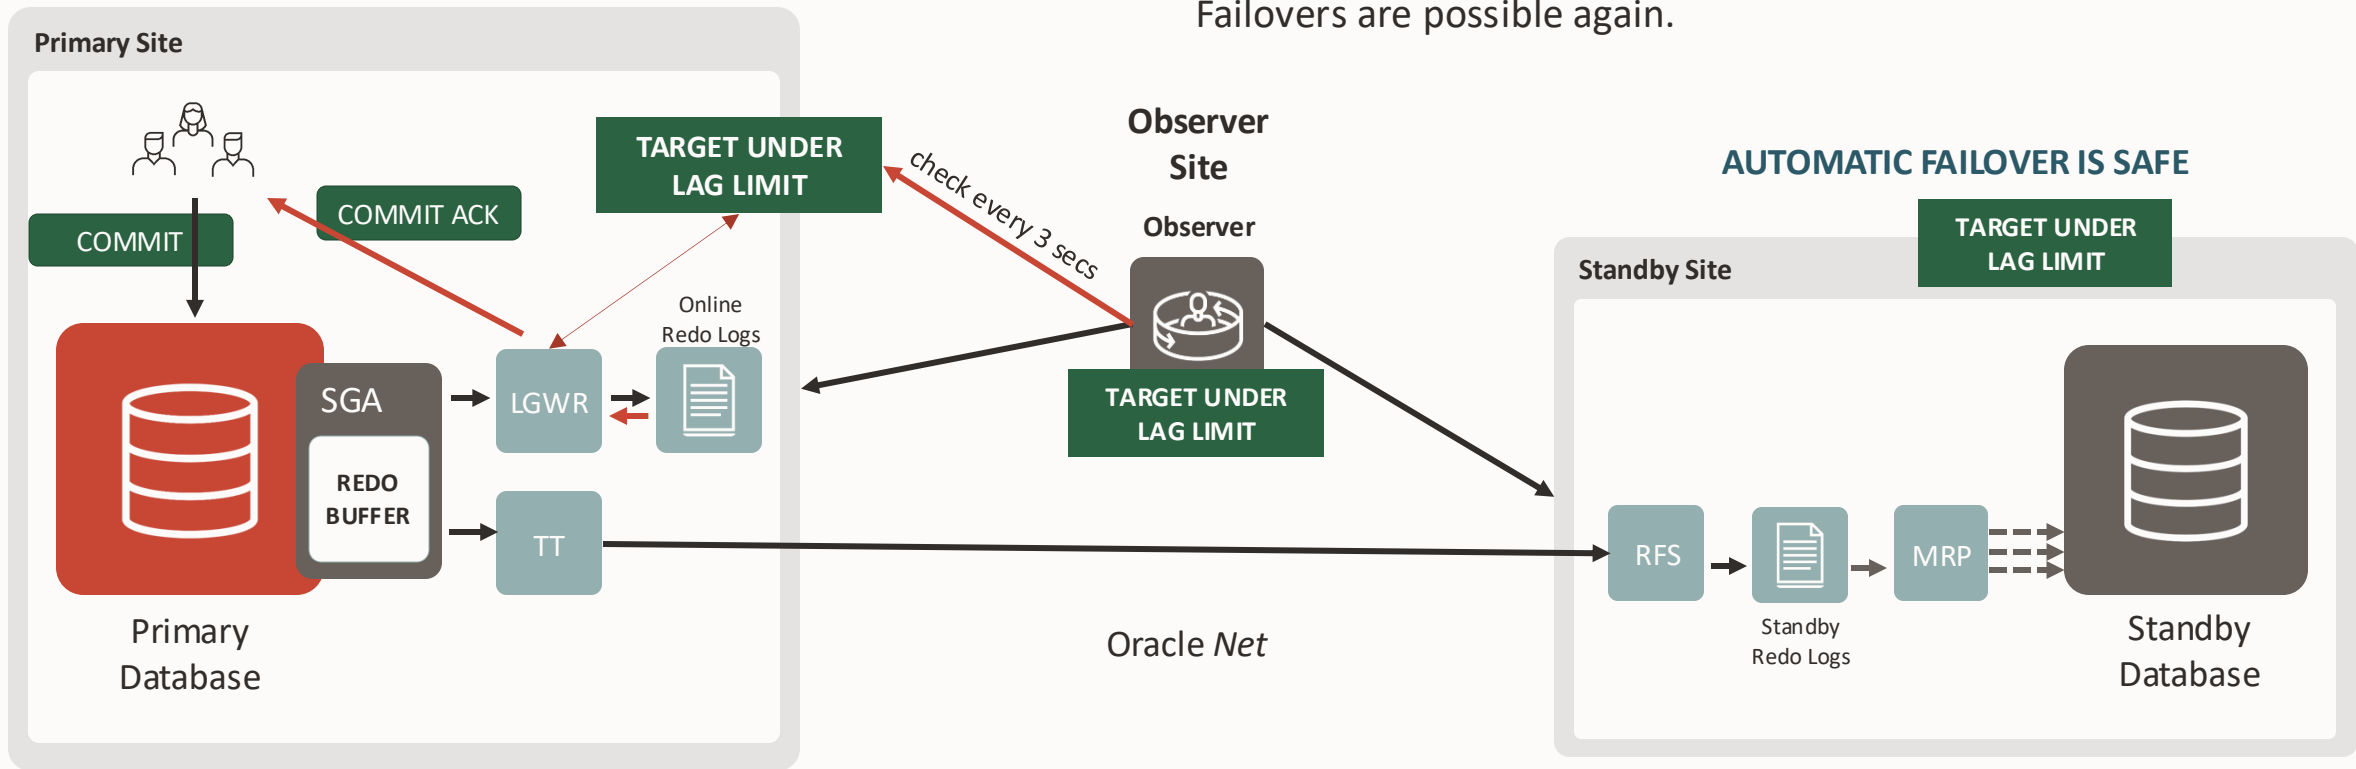 Failovers are possible again.
Primary Site
TARGET UNDER
LAG LIMIT
COMMIT ACK
COMMIT
Online
Redo Logs
SGA
LGWR
REDO
BUFFER
TT
Primary
Database
check every 3 secs
Observer
Site
Observer
TARGET UNDER
LAG LIMIT
Oracle Net
AUTOMATIC FAILOVER IS SAFE
TARGET UNDER
LAG LIMIT
Standby Site
RFS
MRP
Standby
Redo Logs
Standby
Database